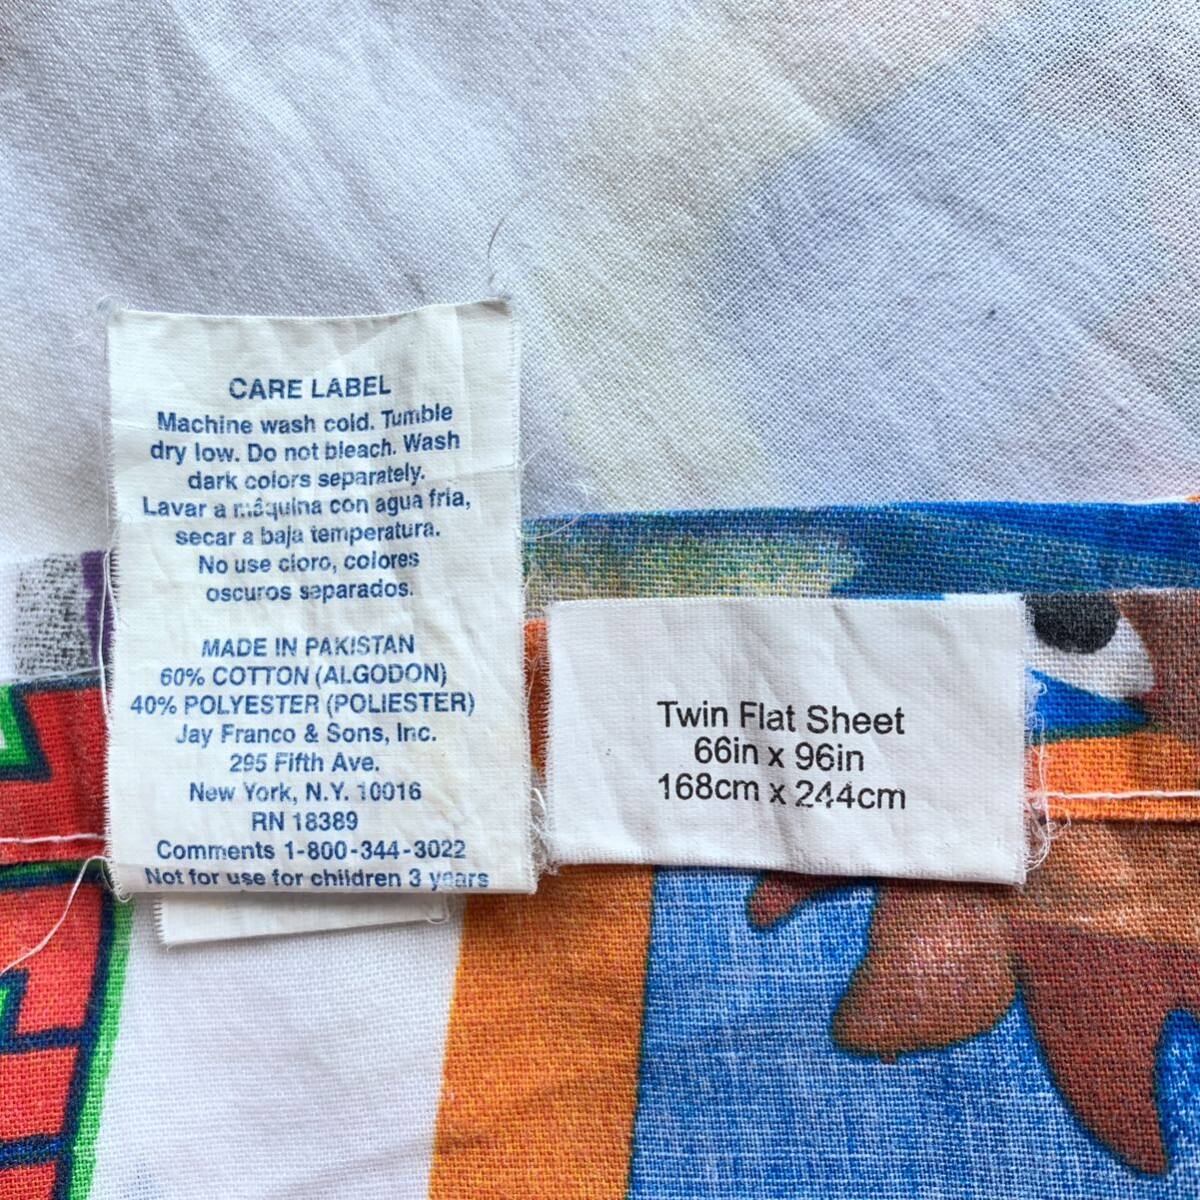 CARE LABEL
Machine wash cold. Tumble
dry low. Do not bleach. Wash
dark colors separately.
Lavar a máquina con agua fria,
secar a baja temperatura.
No use cloro, colores
oscuros separados.
MADE IN PAKISTAN
60% COTTON (ALGODON)
40% POLYESTER (POLIESTER)
Jay Franco & Sons, Inc.
295 Fifth Ave.
New York, N.Y. 10016
RN 18389
Comments 1-800-344-3022
Not for use for children 3 years
Twin Flat Sheet
66in x 96in
168cm x 244cm